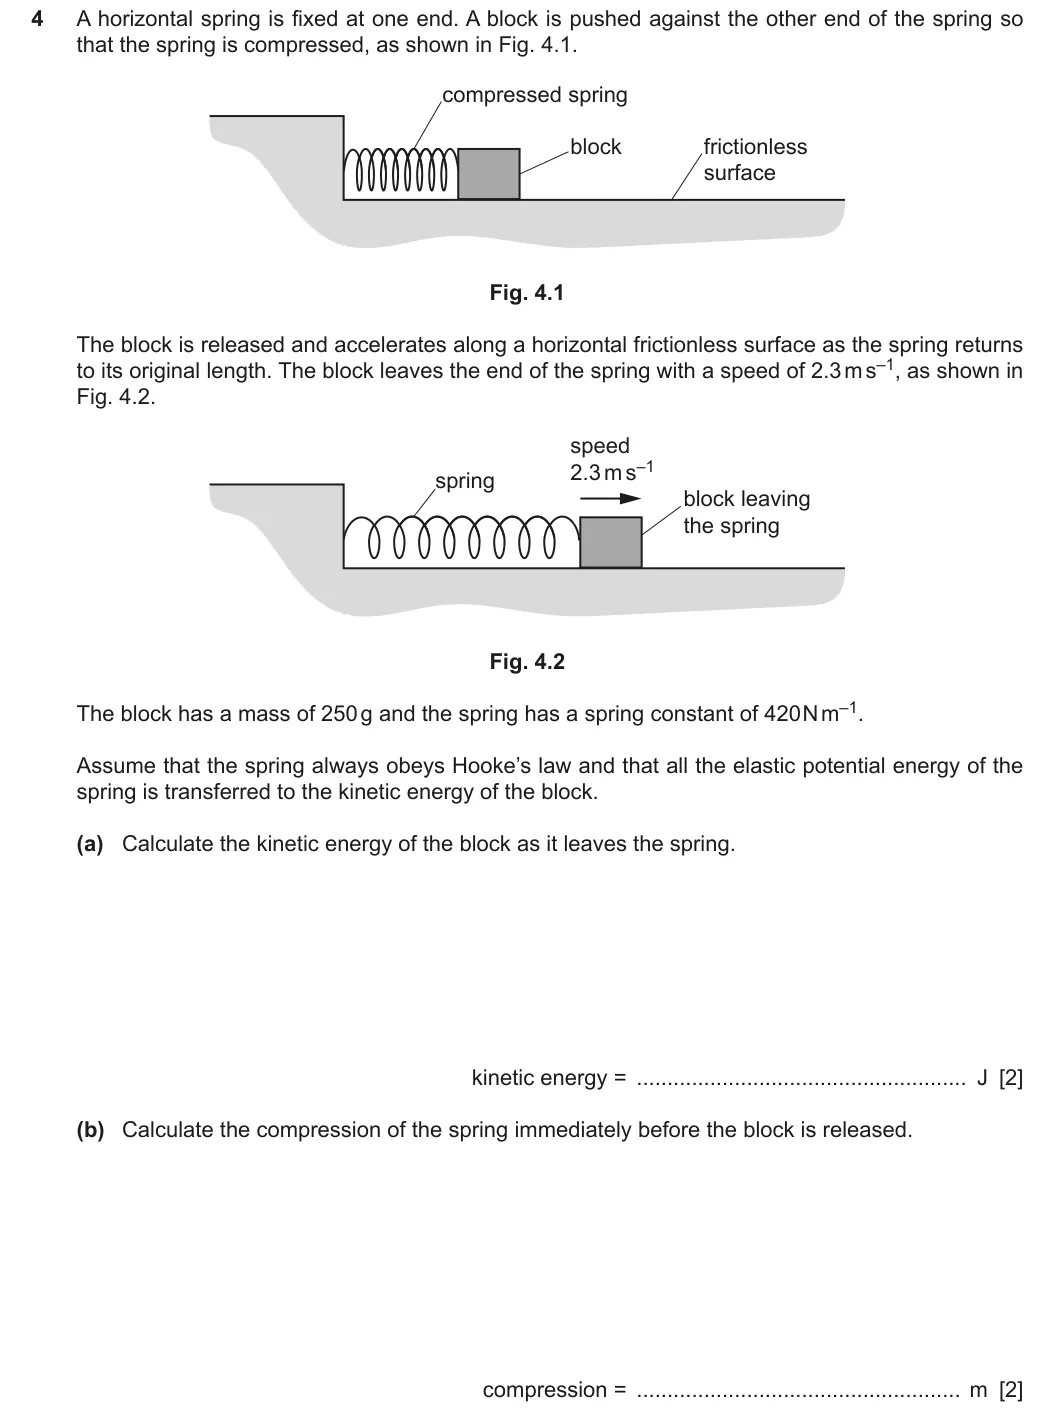 4 A horizontal spring is fixed at one end. A block is pushed against the other end of the spring so
that the spring is compressed, as shown in Fig. 4.1.
compressed spring
block
frictionless
surface
Fig. 4.1
The block is released and accelerates along a horizontal frictionless surface as the spring returns
to its original length. The block leaves the end of the spring with a speed of 2.3 m s⁻¹, as shown in
Fig. 4.2.
speed
2.3 m s⁻¹
spring
block leaving
the spring
Fig. 4.2
The block has a mass of 250 g and the spring has a spring constant of 420 N m⁻¹.
Assume that the spring always obeys Hooke's law and that all the elastic potential energy of the
spring is transferred to the kinetic energy of the block.
(a) Calculate the kinetic energy of the block as it leaves the spring.
kinetic energy = ...................................................... J [2]
(b) Calculate the compression of the spring immediately before the block is released.
compression = ..................................................... m [2]